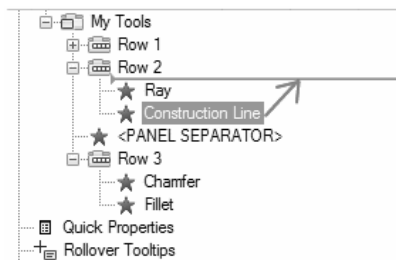 My Tools
Row 1
Row 2
Ray
Construction Line
<PANEL SEPARATOR>
Row 3
Chamfer
Fillet
Quick Properties
Rollover Tooltips